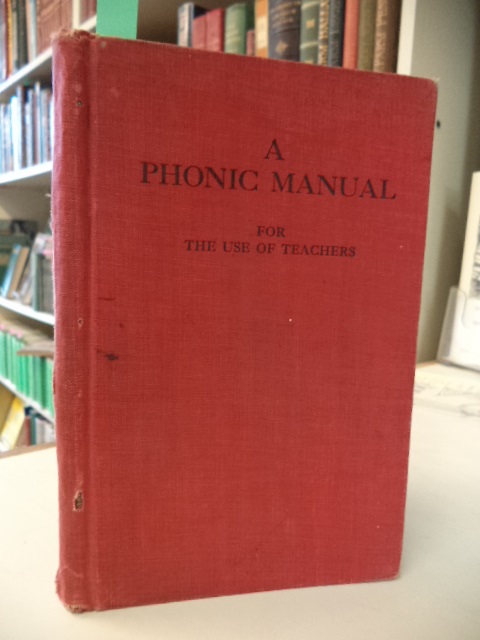 A
PHONIC MANUAL
FOR
THE USE OF TEACHERS